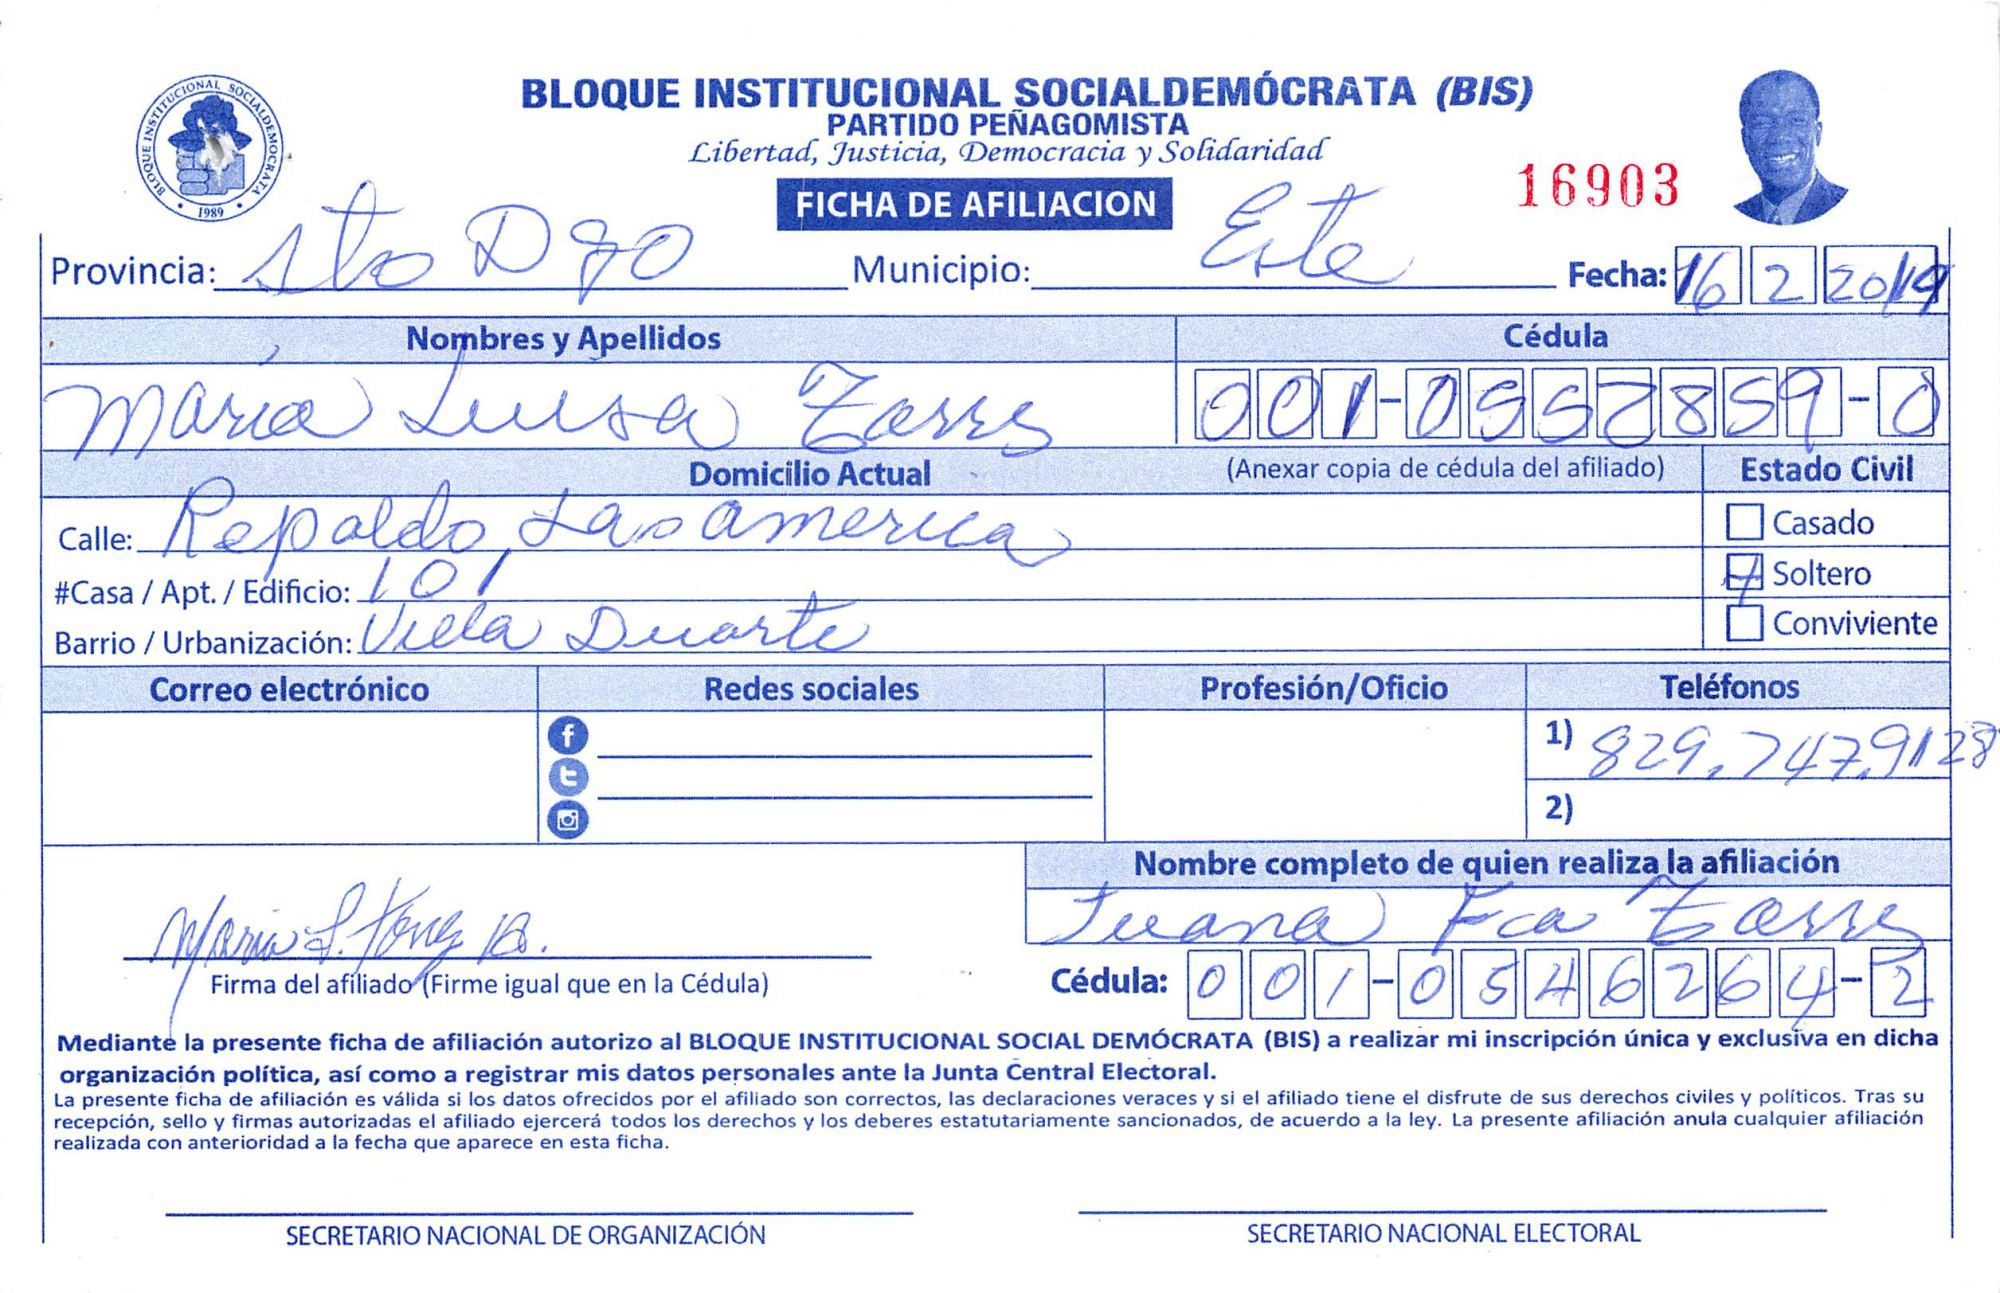 BLOQUE INSTITUCIONAL SOCIALDEMOCRATA
1989
BLOQUE INSTITUCIONAL SOCIALDEMÓCRATA (BIS)
PARTIDO PEÑAGOMISTA
Libertad, Justicia, Democracia y Solidaridad
FICHA DE AFILIACION
16903
Provincia: Sto Dgo Municipio: Este Fecha: 16 2 2019
Nombres y Apellidos Cédula
Maria Luisa Torres 001-0552859-0
Domicilio Actual (Anexar copia de cédula del afiliado) Estado Civil
Calle: Repaldo Las america Casado
#Casa / Apt. / Edificio: 101 Soltero
Barrio / Urbanización: Villa Duarte Conviviente
Correo electrónico Redes sociales Profesión/Oficio Teléfonos
1) 829.747.9128
2)
Nombre completo de quien realiza la afiliación
Juana Fca Torres
Maria L. Torres
Firma del afiliado (Firme igual que en la Cédula) Cédula: 001-0546264-2
Mediante la presente ficha de afiliación autorizo al BLOQUE INSTITUCIONAL SOCIAL DEMÓCRATA (BIS) a realizar mi inscripción única y exclusiva en dicha
organización política, así como a registrar mis datos personales ante la Junta Central Electoral.
La presente ficha de afiliación es válida si los datos ofrecidos por el afiliado son correctos, las declaraciones veraces y si el afiliado tiene el disfrute de sus derechos civiles y políticos. Tras su
recepción, sello y firmas autorizadas el afiliado ejercerá todos los derechos y los deberes estatutariamente sancionados, de acuerdo a la ley. La presente afiliación anula cualquier afiliación
realizada con anterioridad a la fecha que aparece en esta ficha.
SECRETARIO NACIONAL DE ORGANIZACIÓN SECRETARIO NACIONAL ELECTORAL